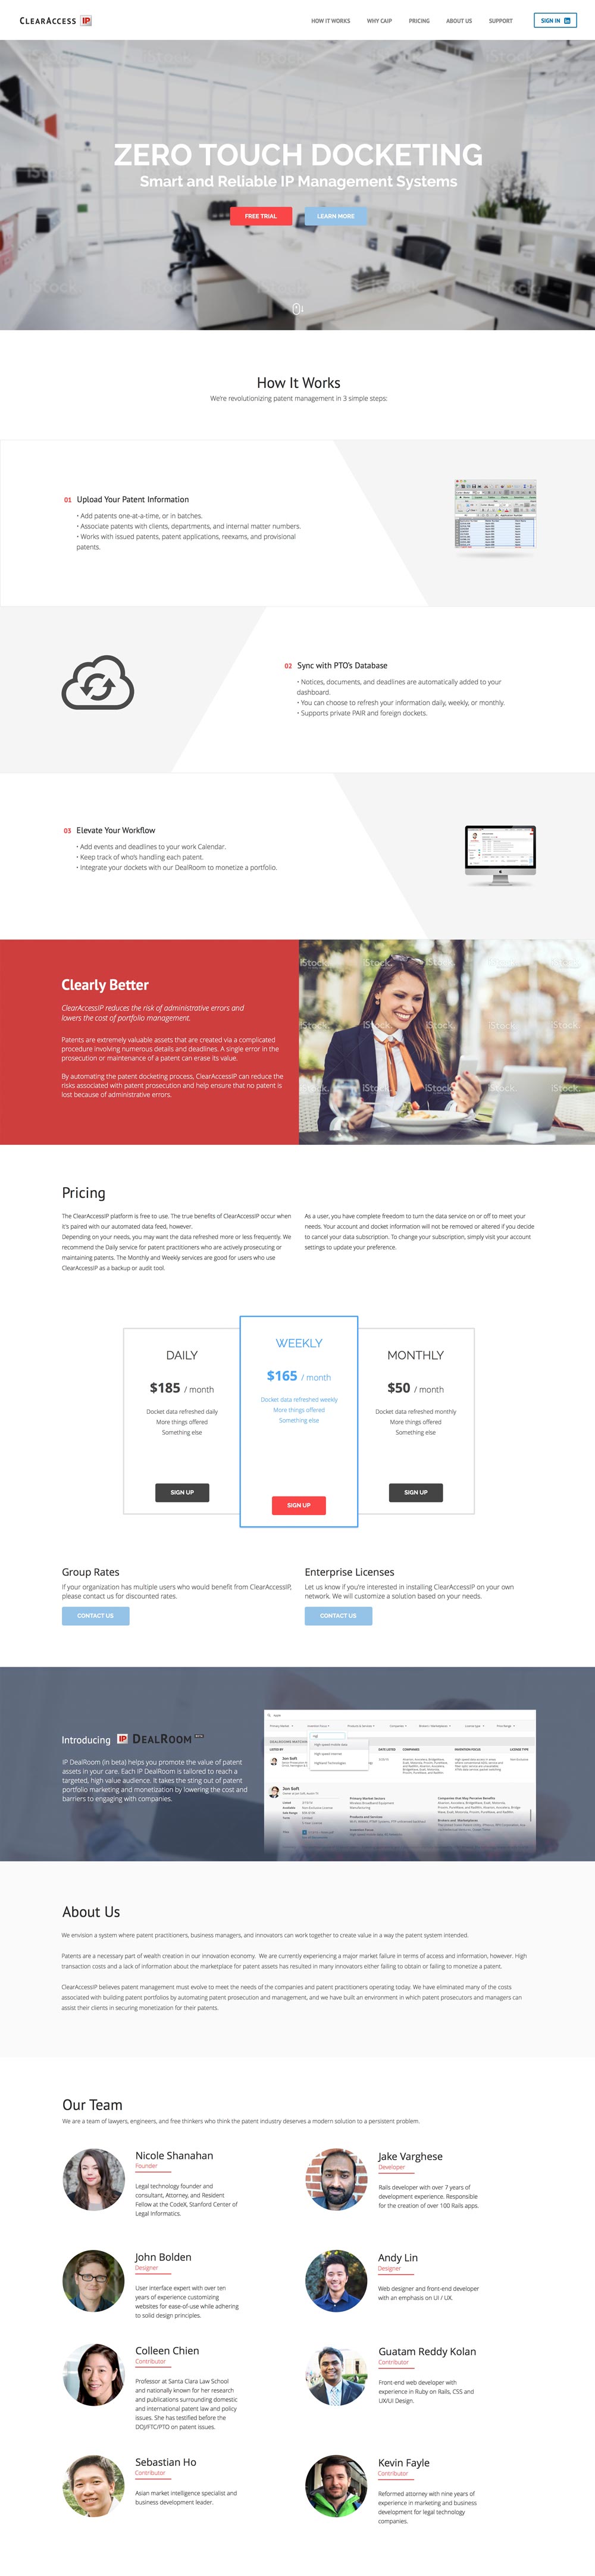 CLEARACCESS IP
HOW IT WORKS
WHY CAIP
PRICING
ABOUT US
SUPPORT
SIGN IN in
ZERO TOUCH DOCKETING
Smart and Reliable IP Management Systems
FREE TRIAL
LEARN MORE
How It Works
We're revolutionizing patent management in 3 simple steps:
01 Upload Your Patent Information
• Add patents one-at-a-time, or in batches.
• Associate patents with clients, departments, and internal matter numbers.
• Works with issued patents, patent applications, reexams, and provisional
patents.
02 Sync with PTO's Database
• Notices, documents, and deadlines are automatically added to your
dashboard.
• You can choose to refresh your information daily, weekly, or monthly.
• Supports private PAIR and foreign dockets.
03 Elevate Your Workflow
• Add events and deadlines to your work Calendar.
• Keep track of who's handling each patent.
• Integrate your dockets with our DealRoom to monetize a portfolio.
Clearly Better
ClearAccessIP reduces the risk of administrative errors and
lowers the cost of portfolio management.
Patents are extremely valuable assets that are created via a complicated
procedure involving numerous details and deadlines. A single error in the
prosecution or maintenance of a patent can erase its value.
By automating the patent docketing process, ClearAccessIP can reduce the
risks associated with patent prosecution and help ensure that no patent is
lost because of administrative errors.
iStock
Pricing
The ClearAccessIP platform is free to use. The true benefits of ClearAccessIP occur when
it's paired with our automated data feed, however.
Depending on your needs, you may want the data refreshed more or less frequently. We
recommend the Daily service for patent practitioners who are actively prosecuting or
maintaining patents. The Monthly and Weekly services are good for users who use
ClearAccessIP as a backup or audit tool.
As a user, you have complete freedom to turn the data service on or off to meet your
needs. Your account and docket information will not be removed or altered if you decide
to cancel your data subscription. To change your subscription, simply visit your account
settings to update your preference.
DAILY
$185 / month
Docket data refreshed daily
More things offered
Something else
SIGN UP
WEEKLY
$165 / month
Docket data refreshed weekly
More things offered
Something else
SIGN UP
MONTHLY
$50 / month
Docket data refreshed monthly
More things offered
Something else
SIGN UP
Group Rates
If your organization has multiple users who would benefit from ClearAccessIP,
please contact us for discounted rates.
CONTACT US
Enterprise Licenses
Let us know if you're interested in installing ClearAccessIP on your own
network. We will customize a solution based on your needs.
CONTACT US
Introducing IP DEALROOM
IP DealRoom (in beta) helps you promote the value of patent
assets in your care. Each IP DealRoom is tailored to reach a
targeted, high value audience. It takes the sting out of patent
portfolio marketing and monetization by lowering the cost and
barriers to engaging with companies.
Jon Soft
Jon Soft
About Us
We envision a system where patent practitioners, business managers, and innovators can work together to create value in a way the patent system intended.
Patents are a necessary part of wealth creation in our innovation economy. We are currently experiencing a major market failure in terms of access and information, however. High
transaction costs and a lack of information about the marketplace for patent assets has resulted in many innovators either failing to obtain or failing to monetize a patent.
ClearAccessIP believes patent management must evolve to meet the needs of the companies and patent practitioners operating today. We have eliminated many of the costs
associated with building patent portfolios by automating patent prosecution and management, and we have built an environment in which patent prosecutors and managers can
assist their clients in securing monetization for their patents.
Our Team
We are a team of lawyers, engineers, and free thinkers who think the patent industry deserves a modern solution to a persistent problem.
Nicole Shanahan
Founder
Legal technology founder and
consultant, Attorney, and Resident
Fellow at the CodeX, Stanford Center of
Legal Informatics.
Jake Varghese
Developer
Rails developer with over 7 years of
development experience. Responsible
for the creation of over 100 Rails apps.
John Bolden
Designer
User interface expert with over ten
years of experience customizing
websites for ease-of-use while adhering
to solid design principles.
Andy Lin
Designer
Web designer and front-end developer
with an emphasis on UI / UX.
Colleen Chien
Contributor
Professor at Santa Clara Law School
and nationally known for her research
and publications surrounding domestic
and international patent law and policy
issues. She has testified before the
DOJ/FTC/PTO on patent issues.
Guatam Reddy Kolan
Contributor
Front-end web developer with
experience in Ruby on Rails, CSS and
UX/UI Design.
Sebastian Ho
Contributor
Asian market intelligence specialist and
business development leader.
Kevin Fayle
Contributor
Reformed attorney with nine years of
experience in marketing and business
development for legal technology
companies.